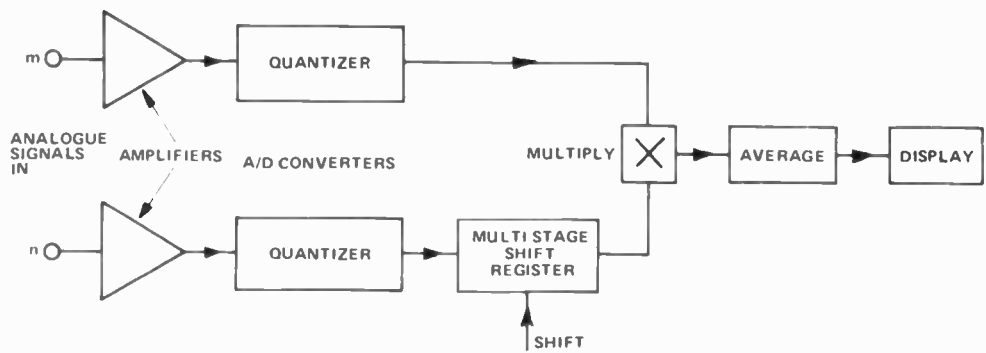 m
QUANTIZER
ANALOGUE
SIGNALS
IN
AMPLIFIERS
A/D CONVERTERS
MULTIPLY
X
AVERAGE
DISPLAY
n
QUANTIZER
MULTI STAGE
SHIFT
REGISTER
SHIFT